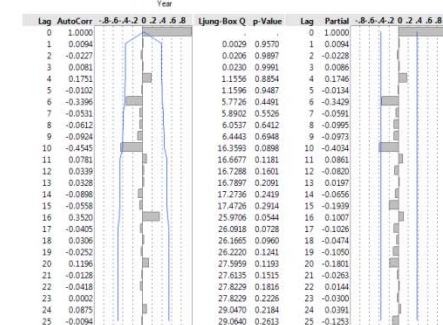 Year
Lag AutoCorr -.8-.6-.4-.2 0 .2 .4 .6 .8 Ljung-Box Q p-Value Lag Partial -.8-.6-.4-.2 0 .2 .4 .6 .8
0 1.0000 . . 0 1.0000
1 0.0094 0.0029 0.9570 1 0.0094
2 -0.0227 0.0206 0.9897 2 -0.0228
3 0.0081 0.0230 0.9991 3 0.0086
4 0.1751 1.1556 0.8854 4 0.1746
5 -0.0102 1.1596 0.9487 5 -0.0134
6 -0.3396 5.7726 0.4491 6 -0.3429
7 -0.0531 5.8902 0.5526 7 -0.0591
8 -0.0612 6.0537 0.6412 8 -0.0995
9 -0.0924 6.4443 0.6948 9 -0.0973
10 -0.4545 16.3593 0.0898 10 -0.4034
11 0.0781 16.6677 0.1181 11 0.0861
12 0.0339 16.7288 0.1601 12 -0.0820
13 0.0328 16.7897 0.2091 13 0.0197
14 -0.0898 17.2736 0.2419 14 -0.0656
15 -0.0558 17.4726 0.2914 15 -0.1939
16 0.3520 25.9706 0.0544 16 0.1007
17 -0.0405 26.0918 0.0728 17 -0.1026
18 0.0306 26.1665 0.0960 18 -0.0474
19 -0.0252 26.2220 0.1241 19 -0.1050
20 0.1196 27.5959 0.1193 20 -0.1801
21 -0.0128 27.6135 0.1515 21 -0.0263
22 -0.0418 27.8229 0.1816 22 0.0144
23 0.0002 27.8229 0.2226 23 -0.0300
24 0.0875 29.0470 0.2184 24 0.0391
25 -0.0094 29.0640 0.2613 25 -0.1253